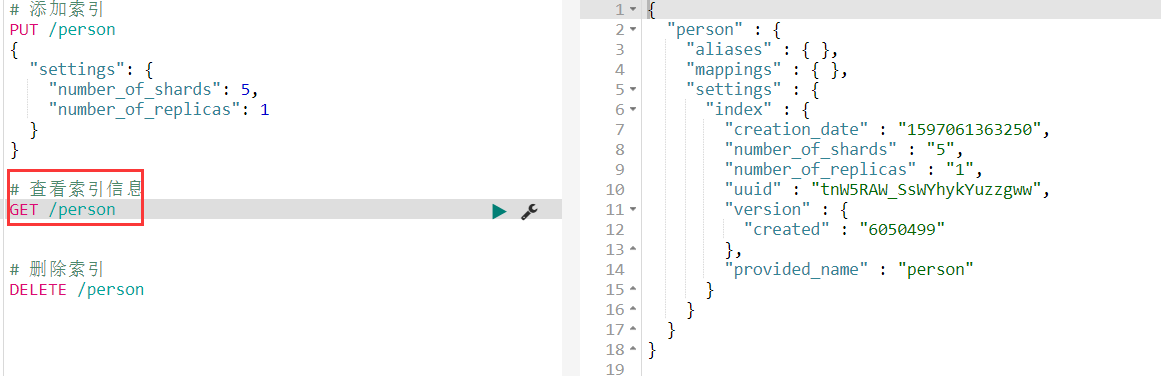 # 添加索引
PUT /person
{
  "settings": {
    "number_of_shards": 5,
    "number_of_replicas": 1
  }
}
# 查看索引信息
GET /person
# 删除索引
DELETE /person
1 {
2   "person" : {
3     "aliases" : { },
4     "mappings" : { },
5     "settings" : {
6       "index" : {
7         "creation_date" : "1597061363250",
8         "number_of_shards" : "5",
9         "number_of_replicas" : "1",
10         "uuid" : "tnW5RAW_SsWYhykYuzzgww",
11         "version" : {
12           "created" : "6050499"
13         },
14         "provided_name" : "person"
15       }
16     }
17   }
18 }
19